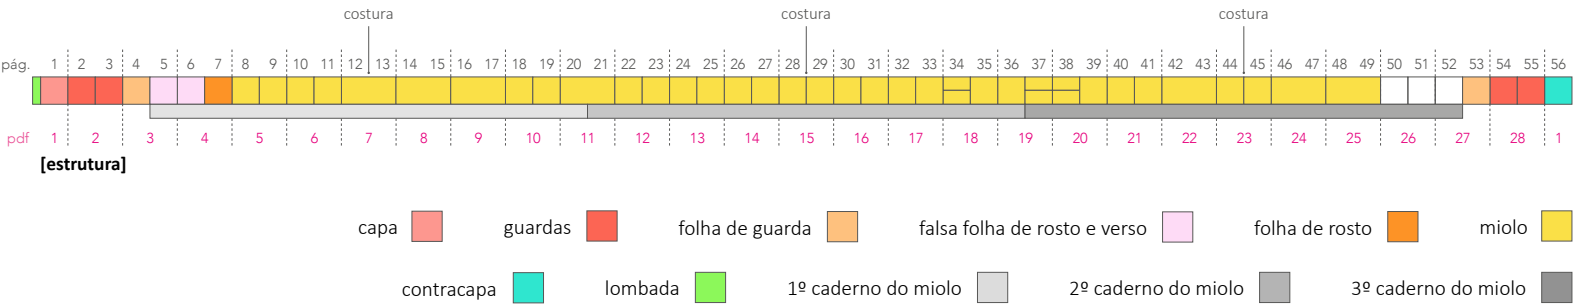 costura costura costura
pág. 1 2 3 4 5 6 7 8 9 10 11 12 13 14 15 16 17 18 19 20 21 22 23 24 25 26 27 28 29 30 31 32 33 34 35 36 37 38 39 40 41 42 43 44 45 46 47 48 49 50 51 52 53 54 55 56
pdf 1 2 3 4 5 6 7 8 9 10 11 12 13 14 15 16 17 18 19 20 21 22 23 24 25 26 27 28 1
[estrutura]
capa guardas folha de guarda falsa folha de rosto e verso folha de rosto miolo
contracapa lombada 1º caderno do miolo 2º caderno do miolo 3º caderno do miolo